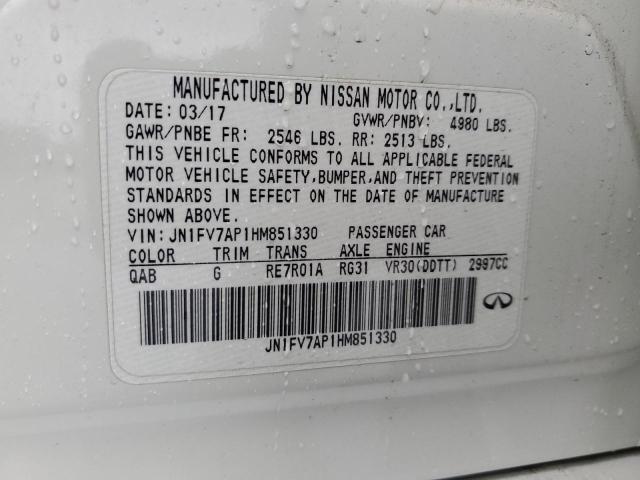 MANUFACTURED BY NISSAN MOTOR CO.,LTD.
DATE: 03/17 GVWR/PNBV: 4980 LBS.
GAWR/PNBE FR: 2546 LBS. RR: 2513 LBS.
THIS VEHICLE CONFORMS TO ALL APPLICABLE FEDERAL
MOTOR VEHICLE SAFETY,BUMPER,AND THEFT PREVENTION
STANDARDS IN EFFECT ON THE DATE OF MANUFACTURE
SHOWN ABOVE.
VIN:JN1FV7AP1HM851330 PASSENGER CAR
COLOR TRIM TRANS AXLE ENGINE
QAB G RE7R01A RG31 VR30(DDTT) 2997CC
JN1FV7AP1HM851330